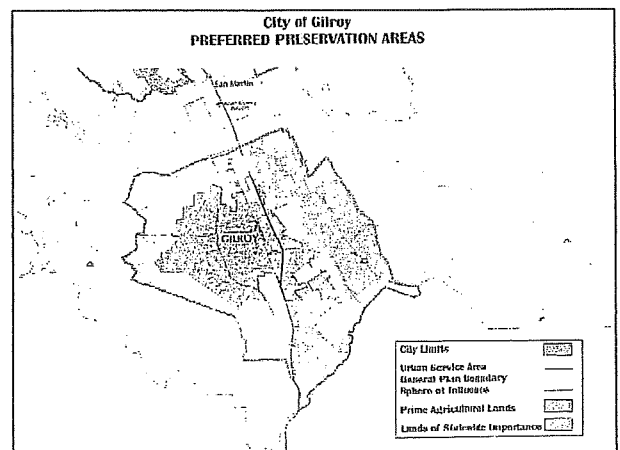 City of Gilroy
PREFERRED PRLSERVATION AREAS
San Martin
GILROY
City Limits
Urban Service Area
General Plan Boundary
Sphere of Influence
Prime Agricultural Lands
Lands of Statewide Importance